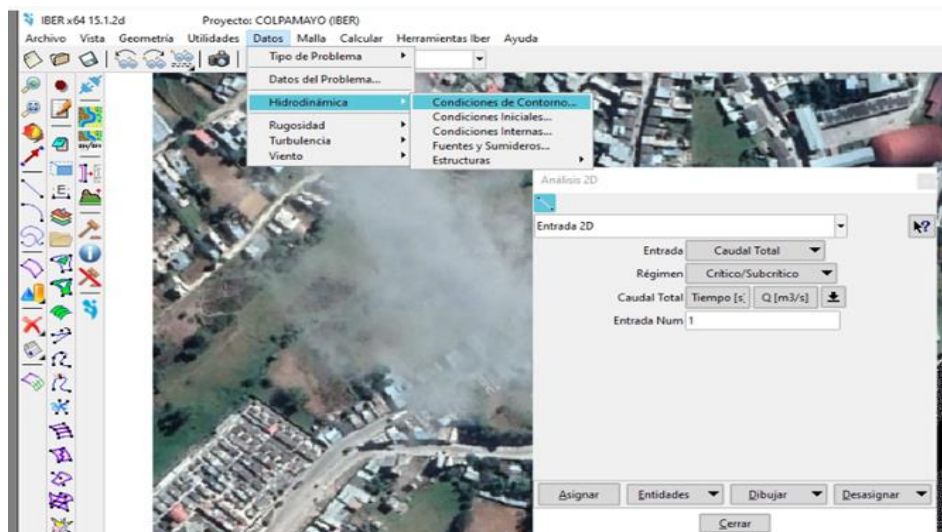 IBER x64 15.1.2d Proyecto: COLPAMAYO (IBER)
Archivo Vista Geometría Utilidades Datos Malla Calcular Herramientas Iber Ayuda
Tipo de Problema
Datos del Problema...
Hidrodinámica
Rugosidad
Turbulencia
Viento
Condiciones de Contorno...
Condiciones Iniciales...
Condiciones Internas...
Fuentes y Sumideros...
Estructuras
Análisis 2D
Entrada 2D
Entrada Caudal Total
Régimen Crítico/Subcrítico
Caudal Total Tiempo [s] Q [m3/s]
Entrada Num 1
Asignar Entidades Dibujar Desasignar
Cerrar